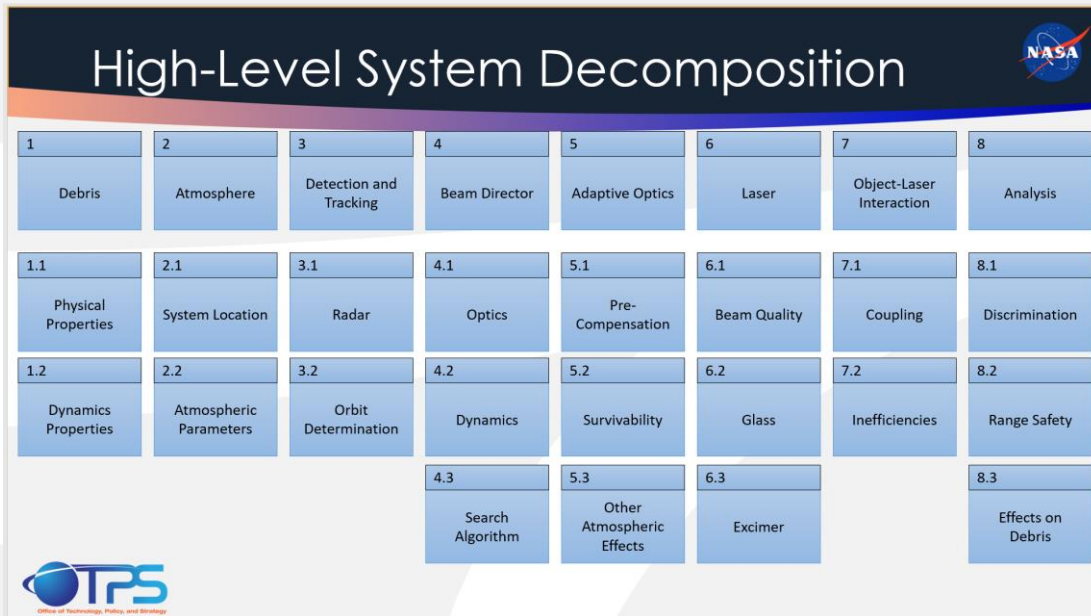 High-Level System Decomposition
NASA
1
2
3
4
5
6
7
8
Debris
Atmosphere
Detection and
Tracking
Beam Director
Adaptive Optics
Laser
Object-Laser
Interaction
Analysis
1.1
2.1
3.1
4.1
5.1
6.1
7.1
8.1
Physical
Properties
System Location
Radar
Optics
Pre-
Compensation
Beam Quality
Coupling
Discrimination
1.2
2.2
3.2
4.2
5.2
6.2
7.2
8.2
Dynamics
Properties
Atmospheric
Parameters
Orbit
Determination
Dynamics
Survivability
Glass
Inefficiencies
Range Safety
4.3
5.3
6.3
8.3
Search
Algorithm
Other
Atmospheric
Effects
Excimer
Effects on
Debris
OTPS
Office of Technology, Policy, and Strategy